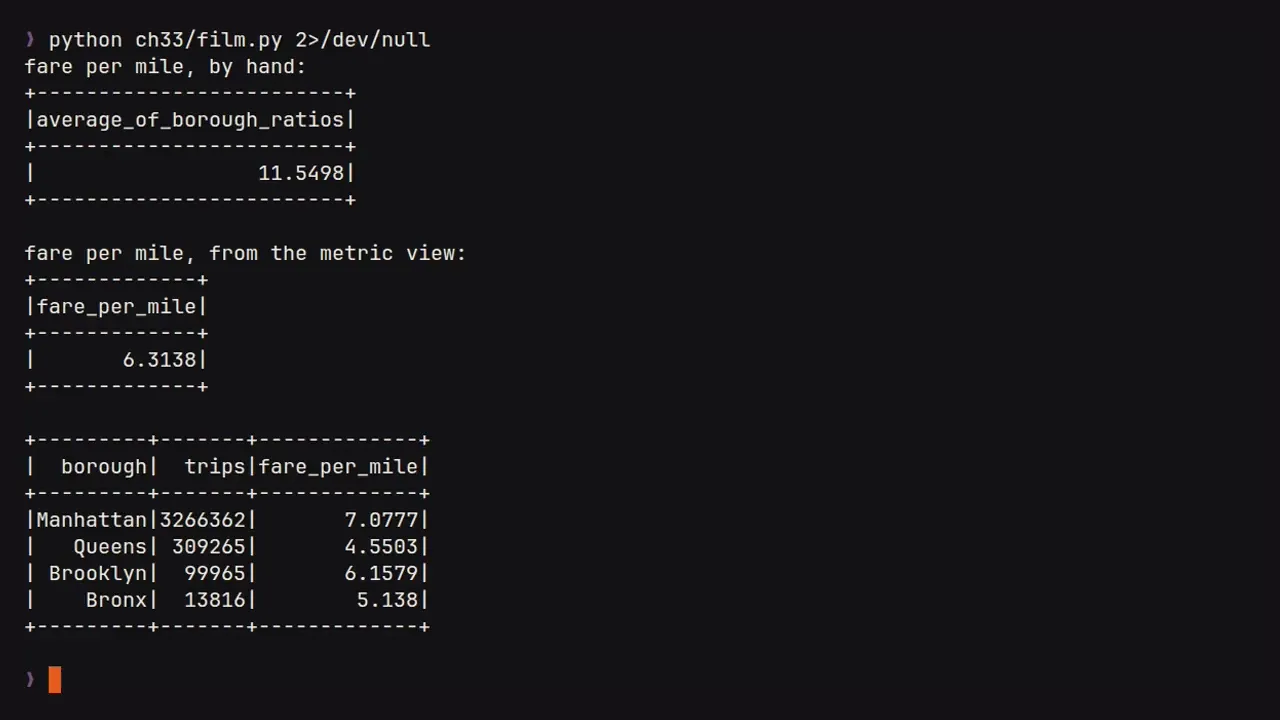 ❯ python ch33/film.py 2>/dev/null
fare per mile, by hand:
+-------------------------+
|average_of_borough_ratios|
+-------------------------+
|                  11.5498|
+-------------------------+

fare per mile, from the metric view:
+-------------+
|fare_per_mile|
+-------------+
|       6.3138|
+-------------+

+---------+-------+-------------+
|  borough|  trips|fare_per_mile|
+---------+-------+-------------+
|Manhattan|3266362|       7.0777|
|   Queens| 309265|       4.5503|
| Brooklyn|  99965|       6.1579|
|    Bronx|  13816|        5.138|
+---------+-------+-------------+

❯